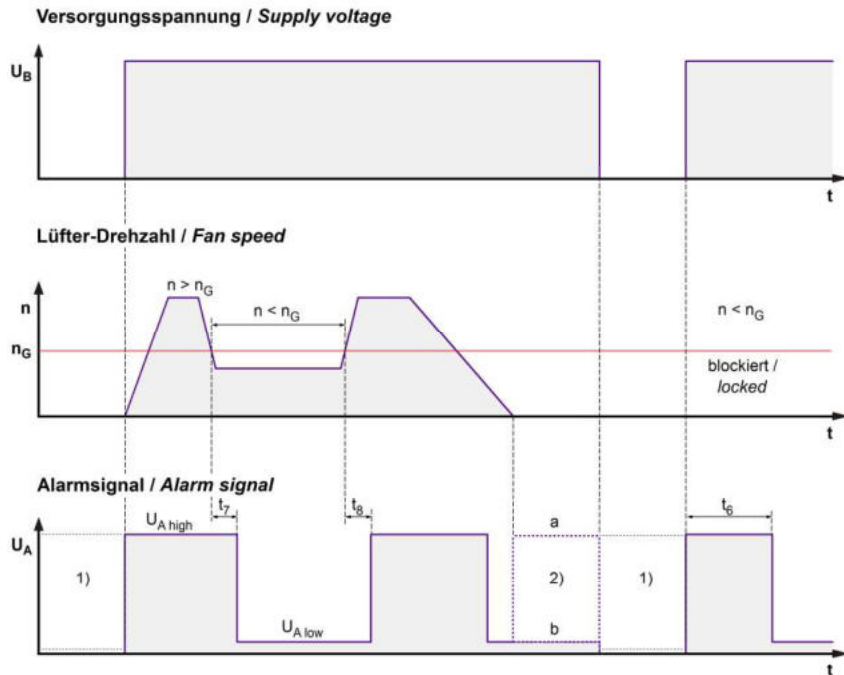 Versorgungsspannung / Supply voltage
U_B
t
Lüfter-Drehzahl / Fan speed
n > n_G
n
n < n_G
n < n_G
n_G
blockiert /
locked
t
Alarmsignal / Alarm signal
t_7
t_8
t_6
U_A high
a
U_A
1)
2)
1)
U_A low
b
t